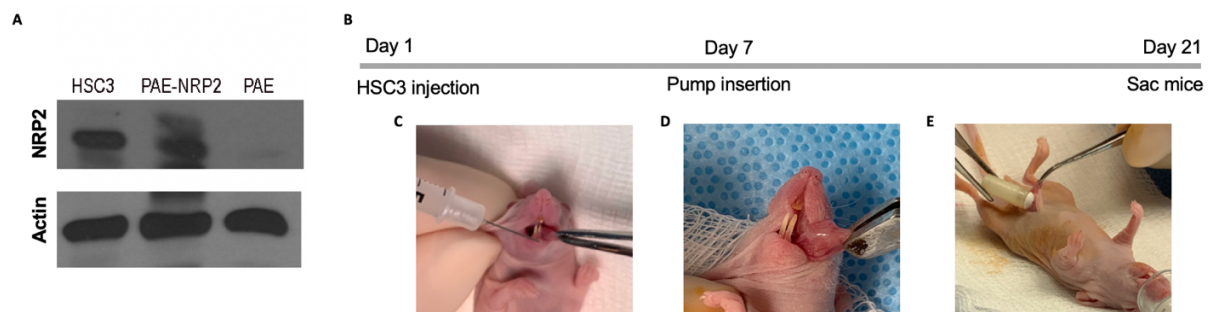 A
HSC3 PAE-NRP2 PAE
NRP2
Actin
B
Day 1 Day 7 Day 21
HSC3 injection Pump insertion Sac mice
C
D
E